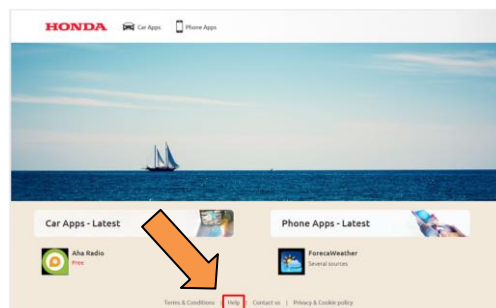 HONDA Car Apps Phone Apps
Car Apps - Latest Phone Apps - Latest
Aha Radio
Free
ForecaWeather
Several sources
Terms & Conditions | Help | Contact us | Privacy & Cookie policy